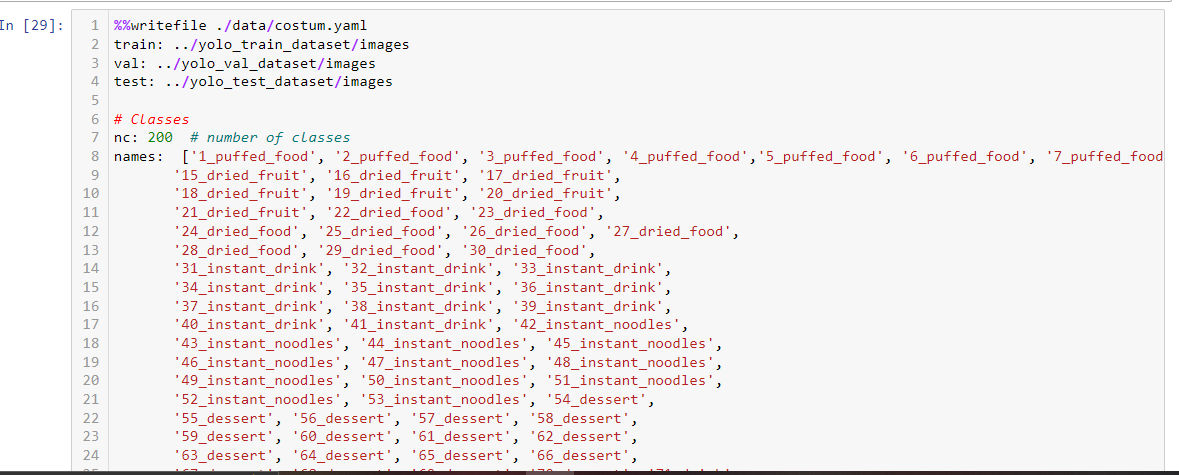 In [29]:
1 %%writefile ./data/costum.yaml
2 train: ../yolo_train_dataset/images
3 val: ../yolo_val_dataset/images
4 test: ../yolo_test_dataset/images
5
6 # Classes
7 nc: 200  # number of classes
8 names:  ['1_puffed_food', '2_puffed_food', '3_puffed_food', '4_puffed_food','5_puffed_food', '6_puffed_food', '7_puffed_food
9 '15_dried_fruit', '16_dried_fruit', '17_dried_fruit',
10 '18_dried_fruit', '19_dried_fruit', '20_dried_fruit',
11 '21_dried_fruit', '22_dried_food', '23_dried_food',
12 '24_dried_food', '25_dried_food', '26_dried_food', '27_dried_food',
13 '28_dried_food', '29_dried_food', '30_dried_food',
14 '31_instant_drink', '32_instant_drink', '33_instant_drink',
15 '34_instant_drink', '35_instant_drink', '36_instant_drink',
16 '37_instant_drink', '38_instant_drink', '39_instant_drink',
17 '40_instant_drink', '41_instant_drink', '42_instant_noodles',
18 '43_instant_noodles', '44_instant_noodles', '45_instant_noodles',
19 '46_instant_noodles', '47_instant_noodles', '48_instant_noodles',
20 '49_instant_noodles', '50_instant_noodles', '51_instant_noodles',
21 '52_instant_noodles', '53_instant_noodles', '54_dessert',
22 '55_dessert', '56_dessert', '57_dessert', '58_dessert',
23 '59_dessert', '60_dessert', '61_dessert', '62_dessert',
24 '63_dessert', '64_dessert', '65_dessert', '66_dessert',